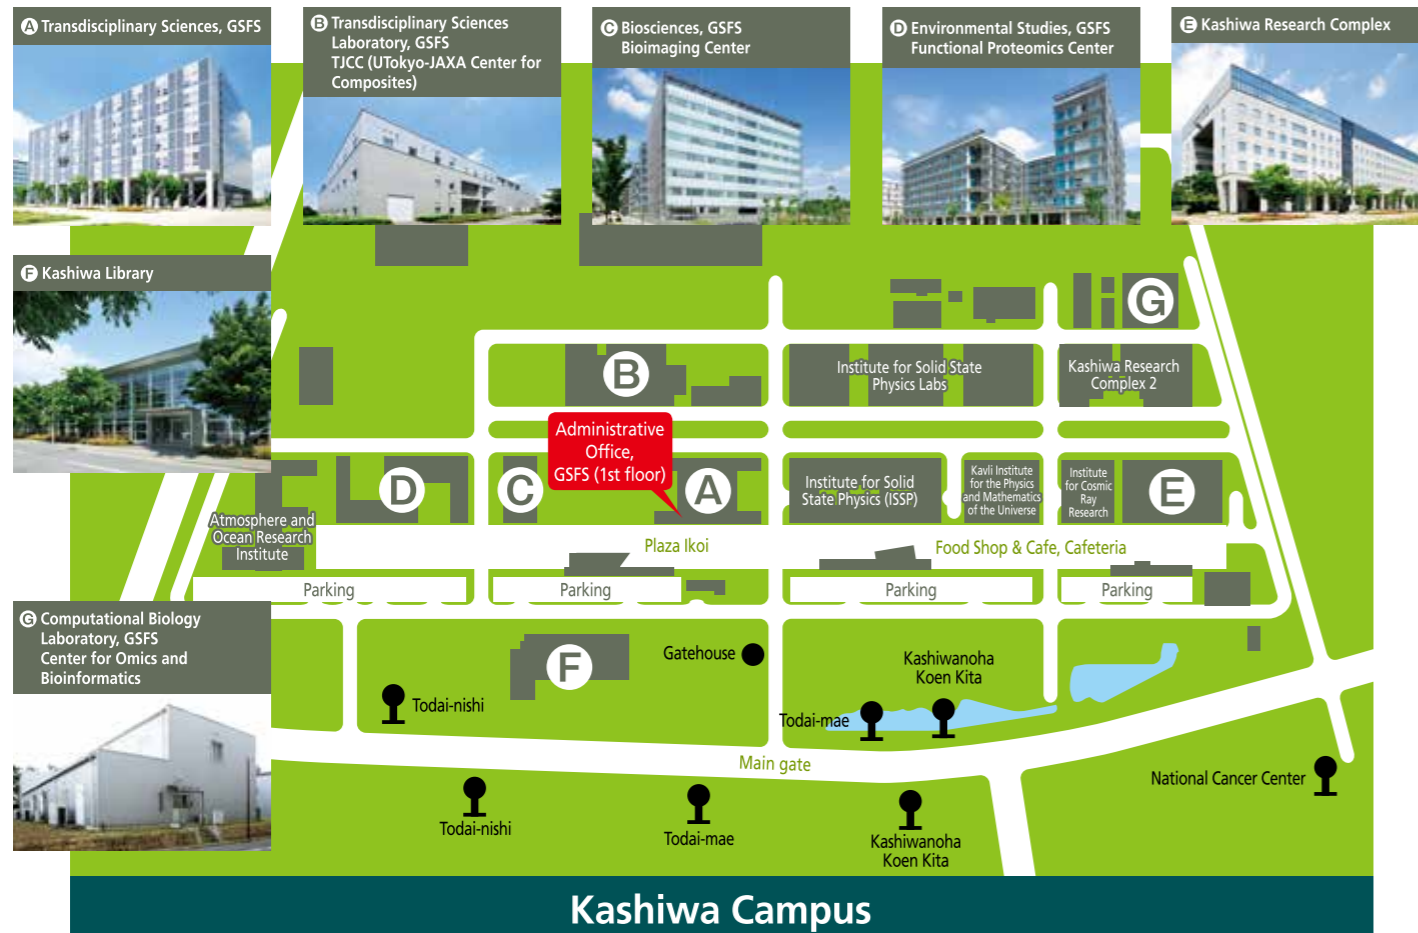 A Transdisciplinary Sciences, GSFS
B Transdisciplinary Sciences
Laboratory, GSFS
TJCC (UTokyo-JAXA Center for
Composites)
C Biosciences, GSFS
Bioimaging Center
D Environmental Studies, GSFS
Functional Proteomics Center
E Kashiwa Research Complex
F Kashiwa Library
G
B
Institute for Solid State
Physics Labs
Kashiwa Research
Complex 2
Administrative
Office,
GSFS (1st floor)
D
C
A
Institute for Solid
State Physics (ISSP)
Kavli Institute
for the Physics
and Mathematics
of the Universe
Institute
for Cosmic
Ray
Research
E
Atmosphere and
Ocean Research
Institute
Plaza Ikoi
Food Shop & Cafe, Cafeteria
Parking
Parking
Parking
Parking
G Computational Biology
Laboratory, GSFS
Center for Omics and
Bioinformatics
F
Gatehouse
Kashiwanoha
Koen Kita
Todai-nishi
Todai-mae
Main gate
National Cancer Center
Todai-nishi
Todai-mae
Kashiwanoha
Koen Kita
Kashiwa Campus